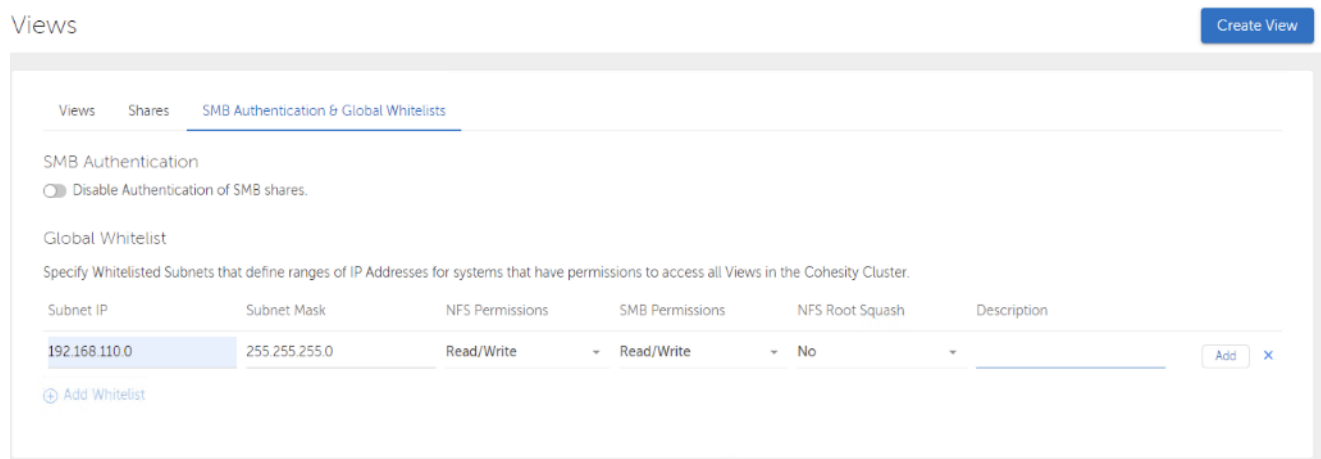 Views
Create View
Views Shares SMB Authentication & Global Whitelists
SMB Authentication
Disable Authentication of SMB shares.
Global Whitelist
Specify Whitelisted Subnets that define ranges of IP Addresses for systems that have permissions to access all Views in the Cohesity Cluster.
Subnet IP Subnet Mask NFS Permissions SMB Permissions NFS Root Squash Description
192.168.110.0 255.255.255.0 Read/Write Read/Write No Add
Add Whitelist